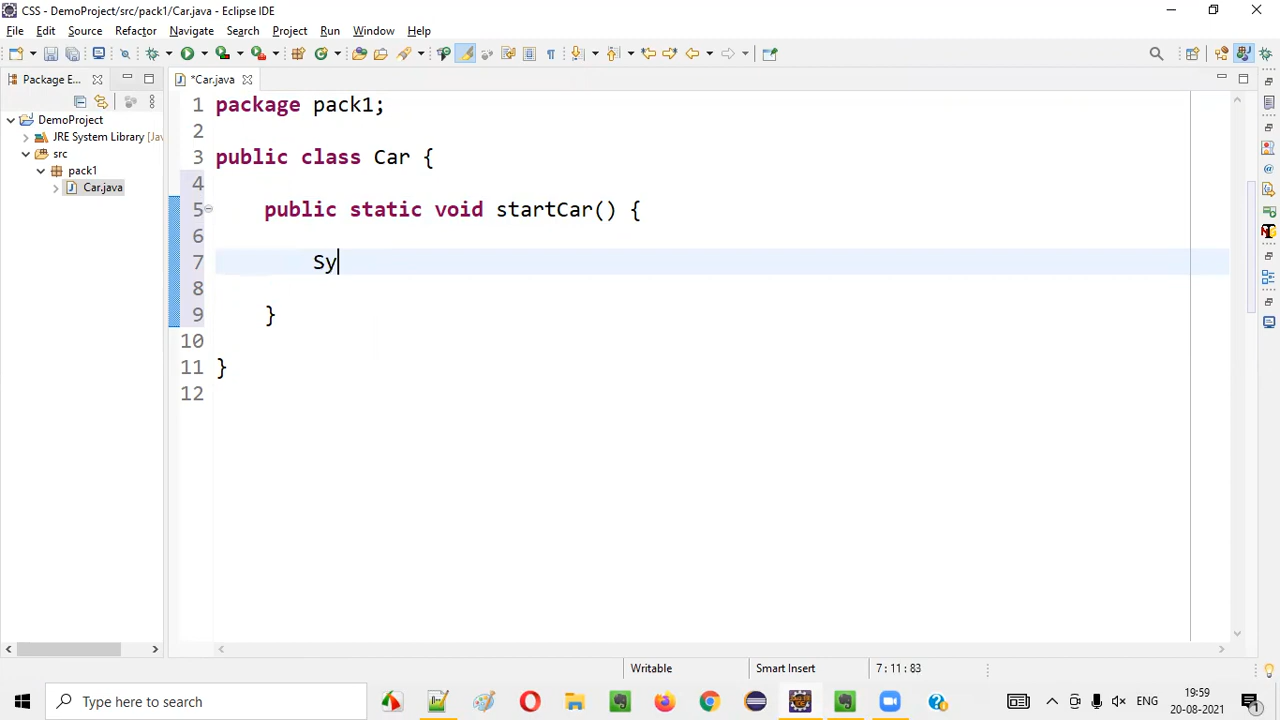 CSS - DemoProject/src/pack1/Car.java - Eclipse IDE
File Edit Source Refactor Navigate Search Project Run Window Help
Package E...
*Car.java
DemoProject
JRE System Library [Jav
src
pack1
Car.java
1 package pack1;
2
3 public class Car {
4
5 public static void startCar() {
6
7 Sy
8
9 }
10
11 }
12
Writable Smart Insert 7 : 11 : 83
Type here to search
ENG
19:59
20-08-2021